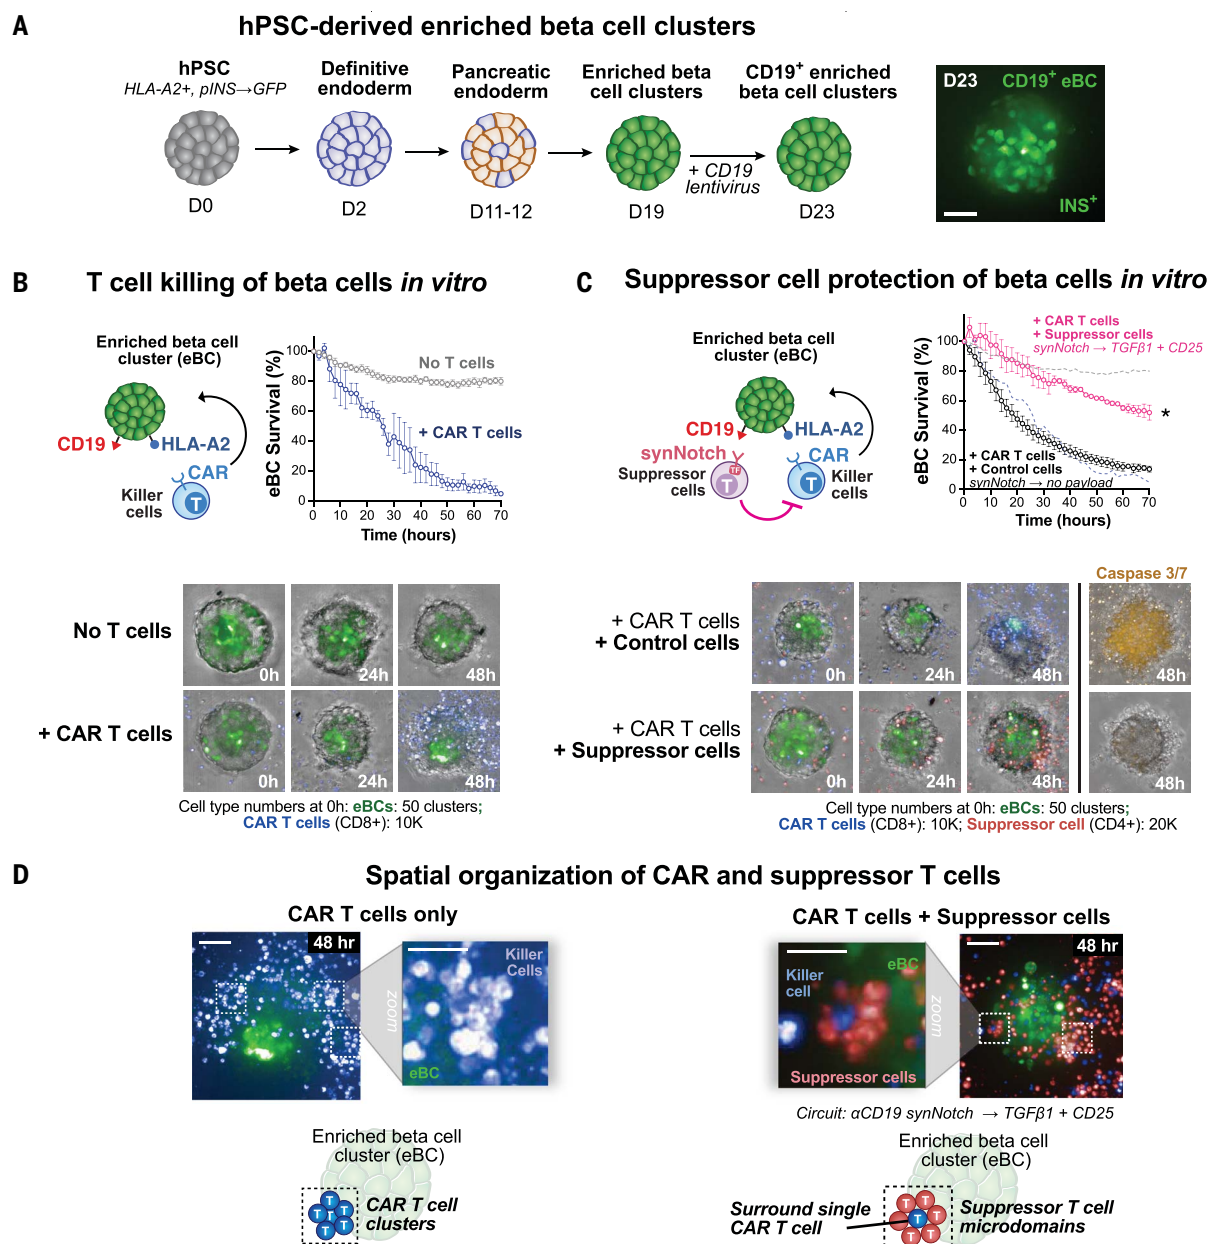 A
hPSC-derived enriched beta cell clusters
hPSC
HLA-A2+, pINS→GFP
D0
Definitive
endoderm
D2
Pancreatic
endoderm
D11-12
Enriched beta
cell clusters
D19
+ CD19
lentivirus
CD19+ enriched
beta cell clusters
D23
D23
CD19+ eBC
INS+
B
T cell killing of beta cells in vitro
Enriched beta cell
cluster (eBC)
CD19
HLA-A2
CAR
Killer
cells
T
eBC Survival (%)
100
80
60
40
20
0
No T cells
+ CAR T cells
0 10 20 30 40 50 60 70
Time (hours)
No T cells
0h
24h
48h
+ CAR T cells
0h
24h
48h
Cell type numbers at 0h: eBCs: 50 clusters;
CAR T cells (CD8+): 10K
C
Suppressor cell protection of beta cells in vitro
Enriched beta cell
cluster (eBC)
CD19
HLA-A2
synNotch
CAR
Suppressor
cells
TF
T
T
Killer
cells
eBC Survival (%)
100
80
60
40
20
0
+ CAR T cells
+ Suppressor cells
synNotch → TGFβ1 + CD25
*
+ CAR T cells
+ Control cells
synNotch → no payload
0 10 20 30 40 50 60 70
Time (hours)
Caspase 3/7
+ CAR T cells
+ Control cells
0h
24h
48h
48h
+ CAR T cells
+ Suppressor cells
0h
24h
48h
48h
Cell type numbers at 0h: eBCs: 50 clusters;
CAR T cells (CD8+): 10K; Suppressor cell (CD4+): 20K
D
Spatial organization of CAR and suppressor T cells
CAR T cells only
48 hr
zoom
Killer
Cells
eBC
Enriched beta cell
cluster (eBC)
T
T T T
T T
CAR T cell
clusters
CAR T cells + Suppressor cells
Killer
cell
eBC
Suppressor cells
zoom
48 hr
Circuit: αCD19 synNotch → TGFβ1 + CD25
Enriched beta cell
cluster (eBC)
Surround single
CAR T cell
T T
T T T
T T
Suppressor T cell
microdomains